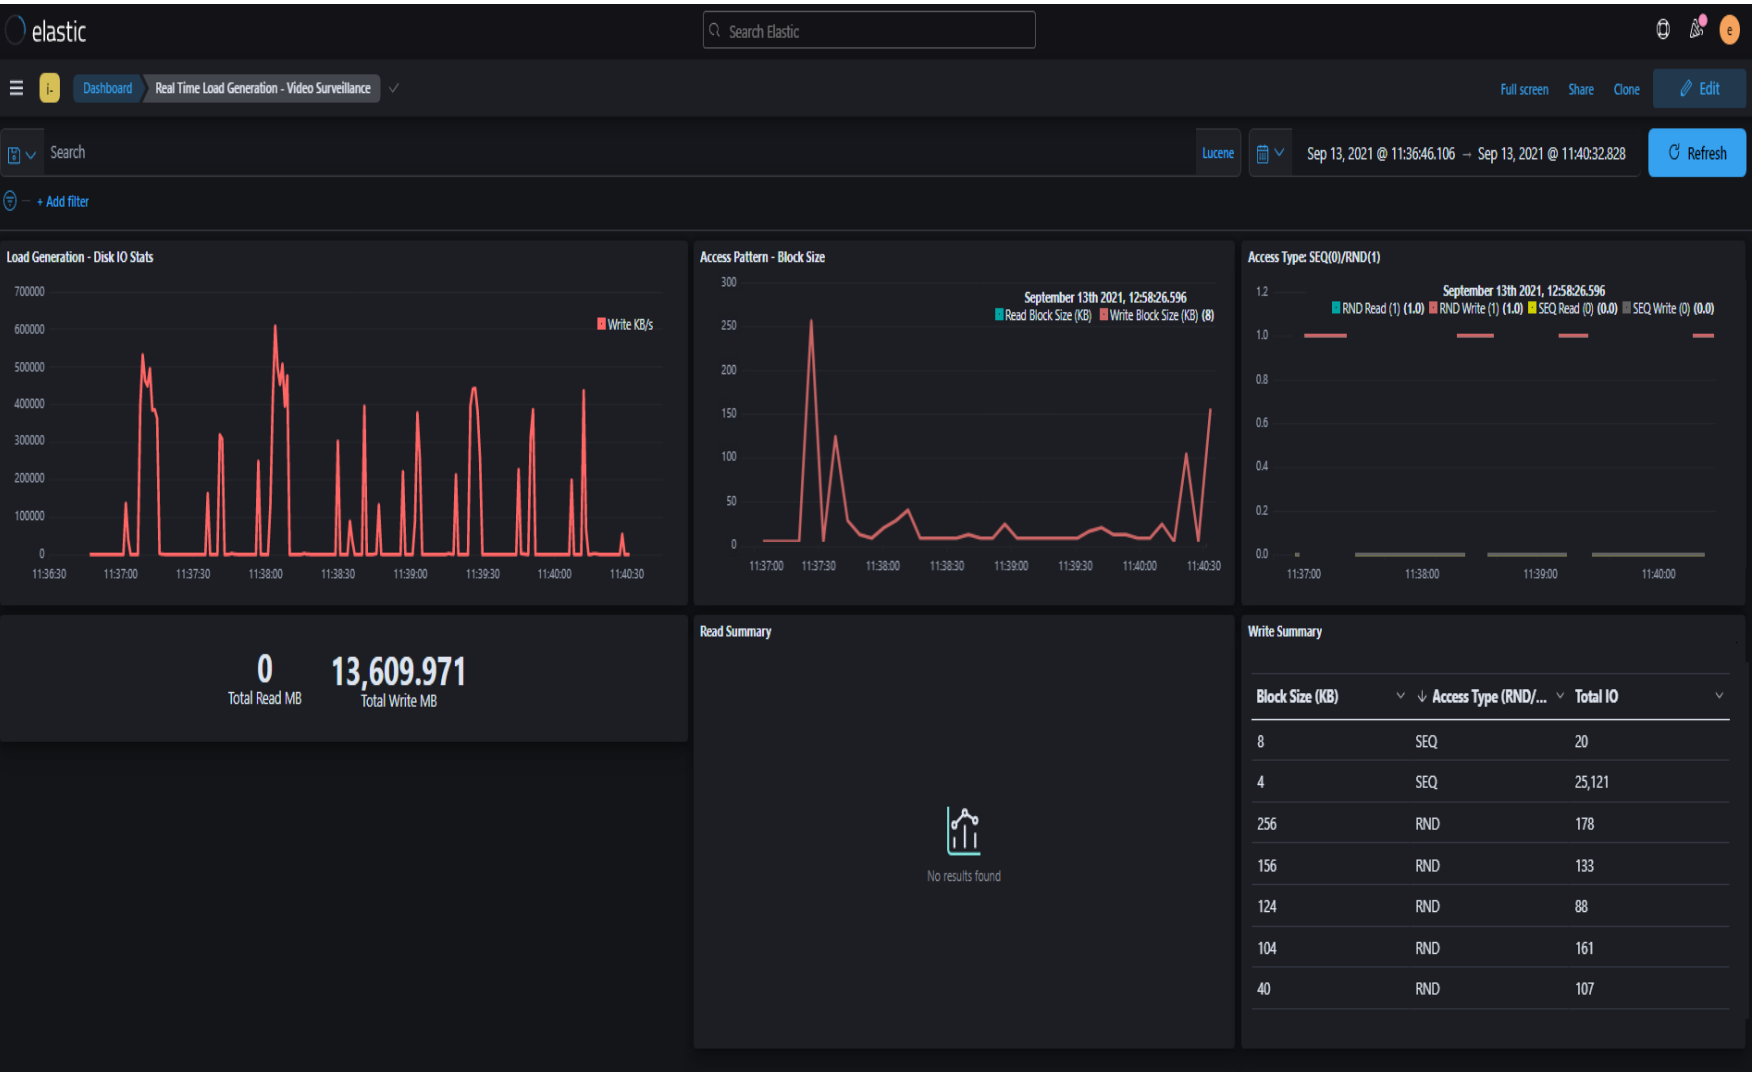 elastic
Search Elastic
e
i-
Dashboard
Real Time Load Generation - Video Surveillance
Full screen
Share
Clone
Edit
Search
Lucene
Sep 13, 2021 @ 11:36:46.106 → Sep 13, 2021 @ 11:40:32.828
Refresh
+ Add filter
Load Generation - Disk IO Stats
700000
600000
500000
400000
300000
200000
100000
0
Write KB/s
11:36:30 11:37:00 11:37:30 11:38:00 11:38:30 11:39:00 11:39:30 11:40:00 11:40:30
Access Pattern - Block Size
300
250
200
150
100
50
0
September 13th 2021, 12:58:26.596
Read Block Size (KB) Write Block Size (KB) (8)
11:37:00 11:37:30 11:38:00 11:38:30 11:39:00 11:39:30 11:40:00 11:40:30
Access Type: SEQ(0)/RND(1)
1.2
1.0
0.8
0.6
0.4
0.2
0.0
September 13th 2021, 12:58:26.596
RND Read (1) (1.0) RND Write (1) (1.0) SEQ Read (0) (0.0) SEQ Write (0) (0.0)
11:37:00 11:38:00 11:39:00 11:40:00
0 13,609.971
Total Read MB Total Write MB
Read Summary
No results found
Write Summary
Block Size (KB) Access Type (RND/... Total IO
8 SEQ 20
4 SEQ 25,121
256 RND 178
156 RND 133
124 RND 88
104 RND 161
40 RND 107